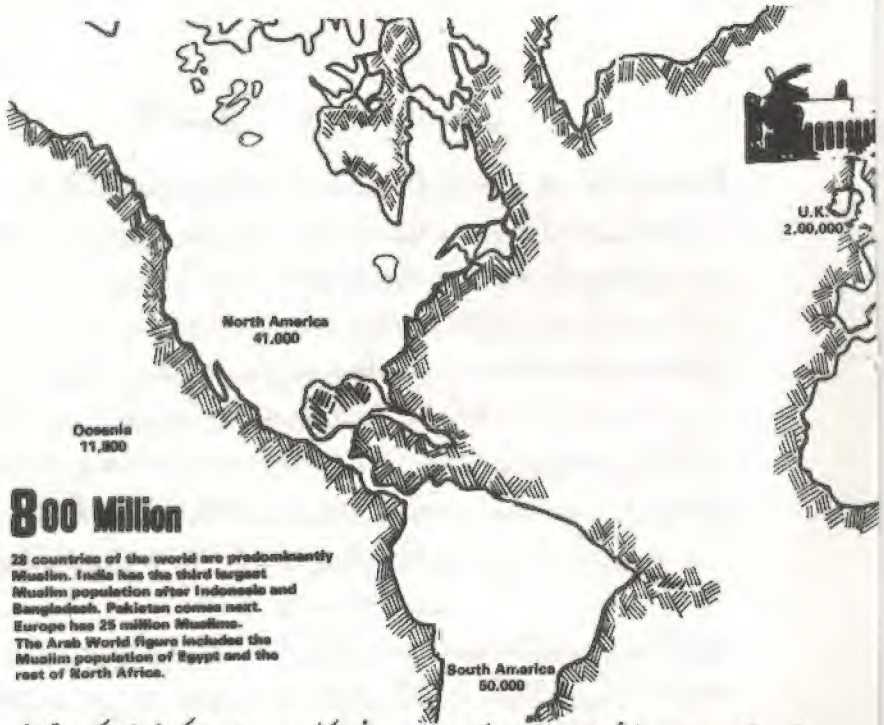 U.K.
2.00,000
North America
41.000
Oceania
11,800
800 Million
28 countries of the world are predominently
Muslim. India has the third largest
Muslim population after Indonesia and
Bangladesh. Pakistan comes next.
Europe has 25 million Muslims.
The Arab World figure includes the
Muslim population of Egypt and the
rest of North Africa.
South America
50.000